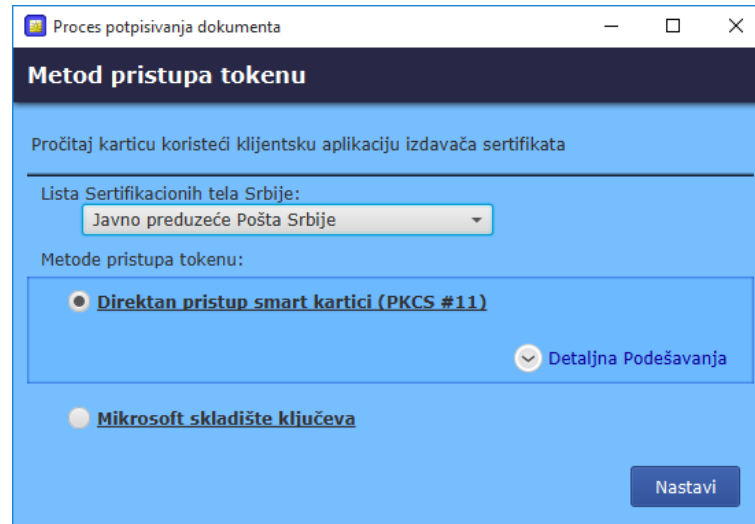 Proces potpisivanja dokumenta
Metod pristupa tokenu
Pročitaj karticu koristeći klijentsku aplikaciju izdavača sertifikata
Lista Sertifikacionih tela Srbije:
Javno preduzeće Pošta Srbije
Metode pristupa tokenu:
Direktan pristup smart kartici (PKCS #11)
Detaljna Podešavanja
Mikrosoft skladište ključeva
Nastavi